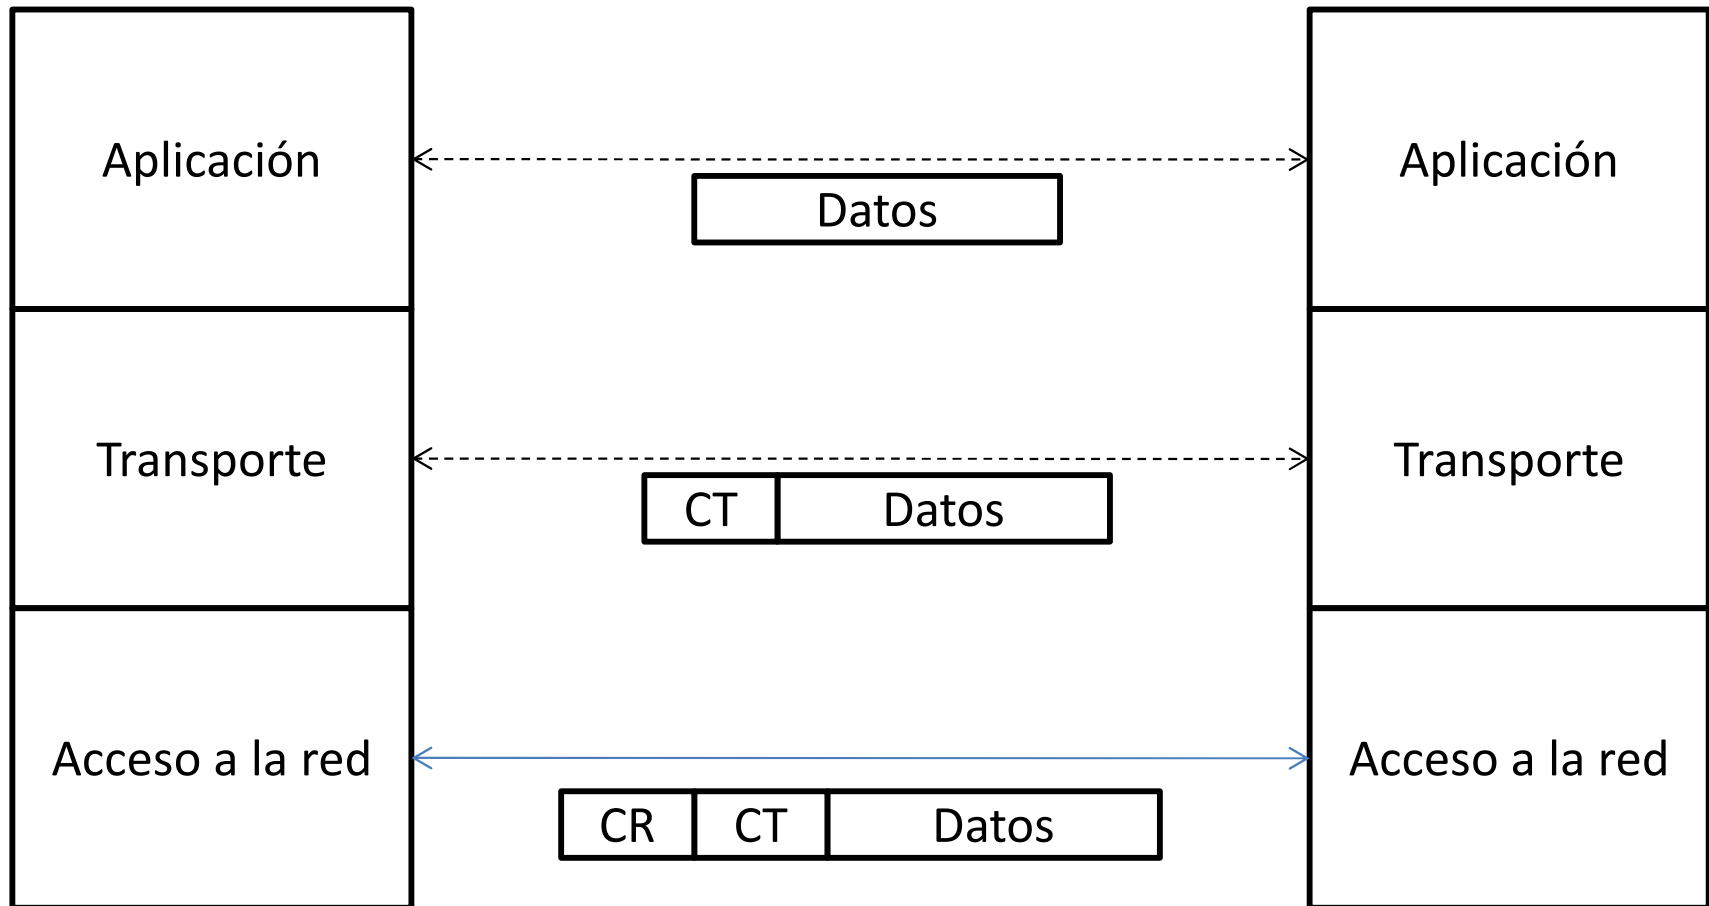 Aplicación
Aplicación
Datos
Transporte
Transporte
CT Datos
Acceso a la red
Acceso a la red
CR CT Datos